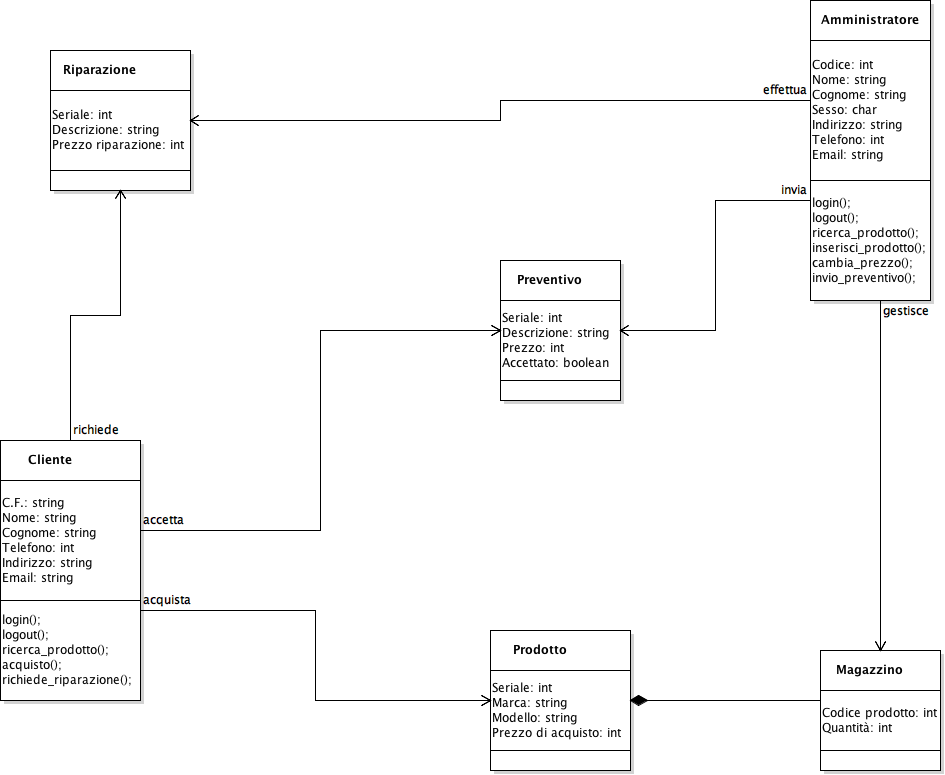 Amministratore
Codice: int
Nome: string
Cognome: string
Sesso: char
Indirizzo: string
Telefono: int
Email: string
login();
logout();
ricerca_prodotto();
inserisci_prodotto();
cambia_prezzo();
invio_preventivo();
effettua
invia
gestisce
Riparazione
Seriale: int
Descrizione: string
Prezzo riparazione: int
Preventivo
Seriale: int
Descrizione: string
Prezzo: int
Accettato: boolean
richiede
Cliente
C.F.: string
Nome: string
Cognome: string
Telefono: int
Indirizzo: string
Email: string
login();
logout();
ricerca_prodotto();
acquisto();
richiede_riparazione();
accetta
acquista
Prodotto
Seriale: int
Marca: string
Modello: string
Prezzo di acquisto: int
Magazzino
Codice prodotto: int
Quantità: int